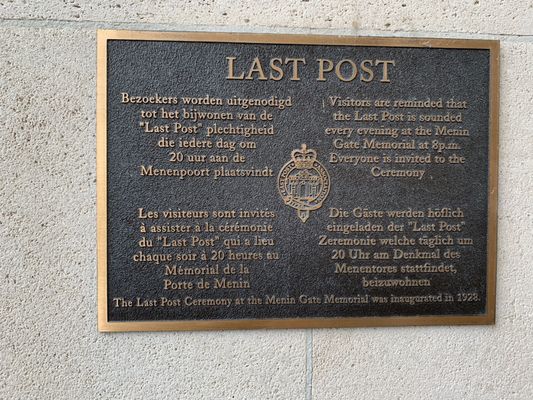 LAST POST
Bezoekers worden uitgenodigd
tot het bijwonen van de
"Last Post" plechtigheid
die iedere dag om
20 uur aan de
Menenpoort plaatsvindt
Visitors are reminded that
the Last Post is sounded
every evening at the Menin
Gate Memorial at 8p.m.
Everyone is invited to the
Ceremony
Les visiteurs sont invités
à assister a la cérémonie
du "Last Post" qui a lieu
chaque soir à 20 heures au
Mémorial de la
Porte de Menin
Die Gäste werden höflich
eingeladen der "Last Post"
Zeremonie welche täglich um
20 Uhr am Denkmal des
Menentores stattfindet,
beizuwohnen
The Last Post Ceremony at the Menin Gate Memorial was inaugurated in 1928.